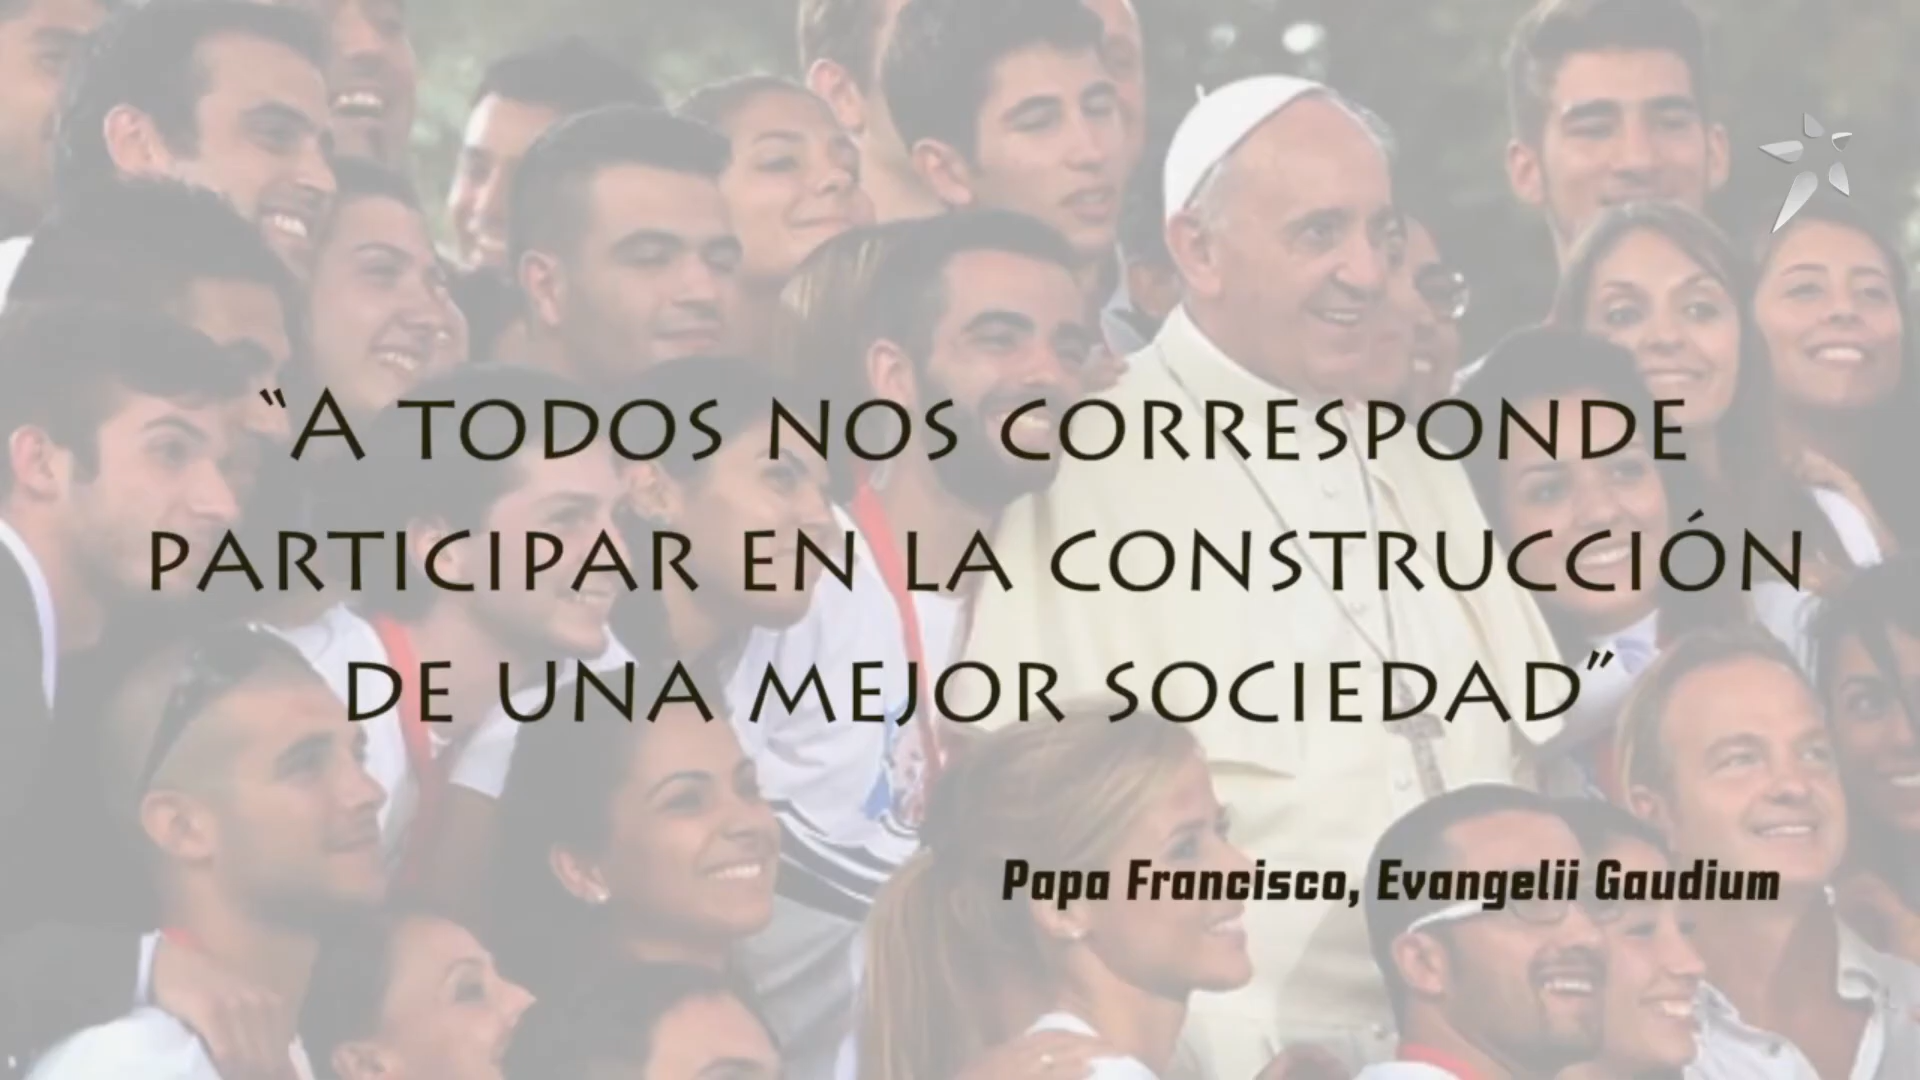 “A TODOS NOS CORRESPONDE
PARTICIPAR EN LA CONSTRUCCIÓN
DE UNA MEJOR SOCIEDAD”
Papa Francisco, Evangelii Gaudium